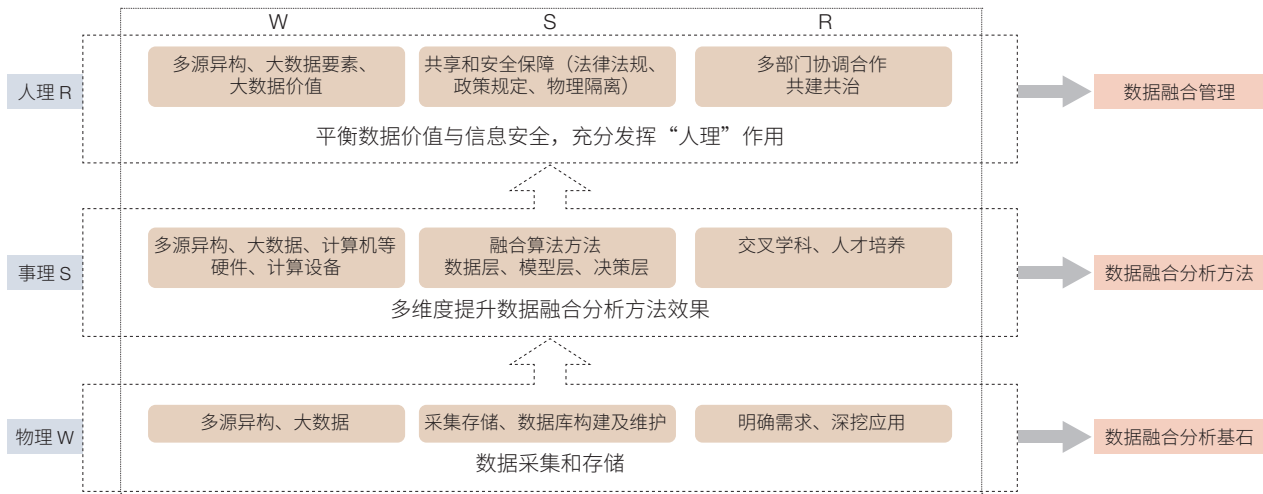 W
S
R
人理 R
多源异构、大数据要素、
大数据价值
共享和安全保障（法律法规、
政策规定、物理隔离）
多部门协调合作
共建共治
数据融合管理
平衡数据价值与信息安全，充分发挥“人理”作用
事理 S
多源异构、大数据、计算机等
硬件、计算设备
融合算法方法
数据层、模型层、决策层
交叉学科、人才培养
数据融合分析方法
多维度提升数据融合分析方法效果
物理 W
多源异构、大数据
采集存储、数据库构建及维护
明确需求、深挖应用
数据融合分析基石
数据采集和存储